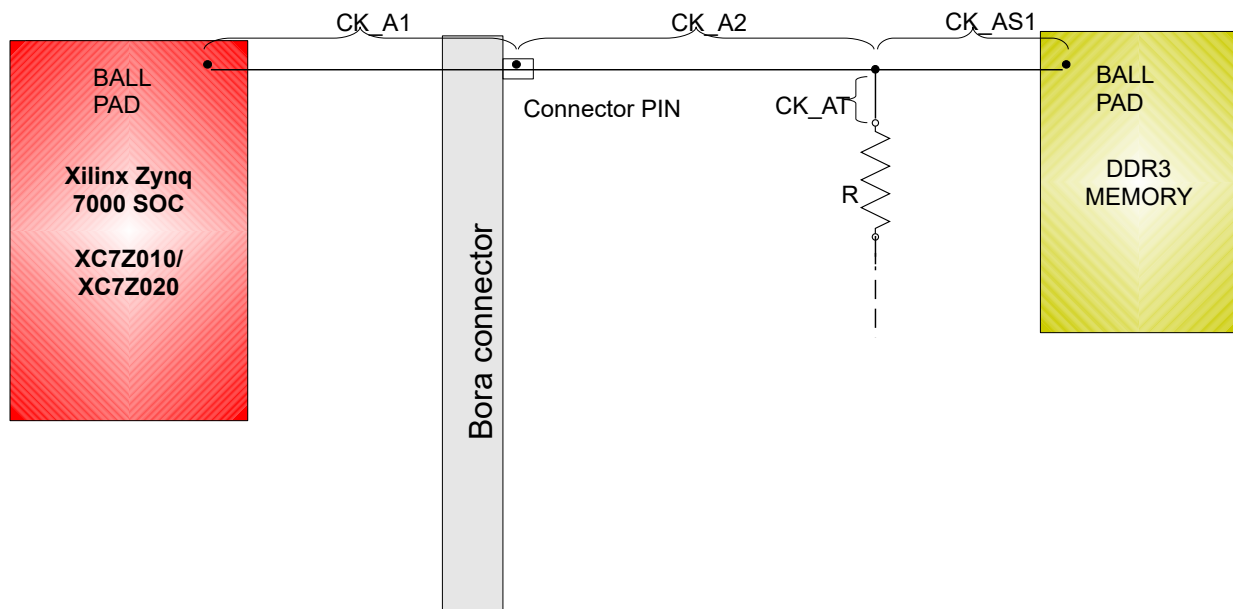 CK_A1
CK_A2
CK_AS1
BALL
PAD
Xilinx Zynq
7000 SOC
XC7Z010/
XC7Z020
Connector PIN
CK_AT
R
BALL
PAD
DDR3
MEMORY
Bora connector